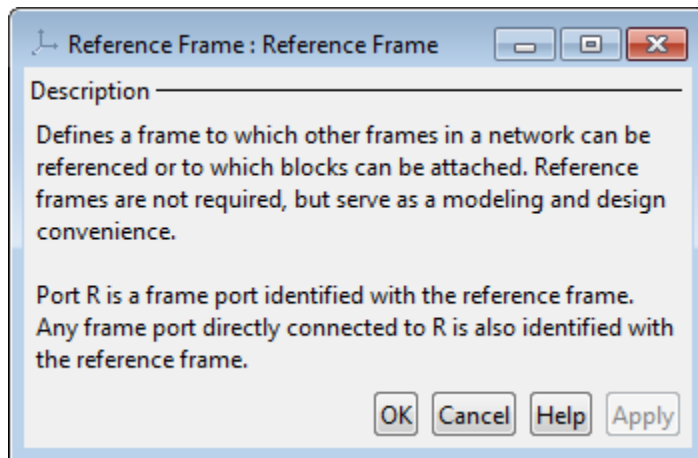 Reference Frame : Reference Frame
Description
Defines a frame to which other frames in a network can be
referenced or to which blocks can be attached. Reference
frames are not required, but serve as a modeling and design
convenience.
Port R is a frame port identified with the reference frame.
Any frame port directly connected to R is also identified with
the reference frame.
OK Cancel Help Apply